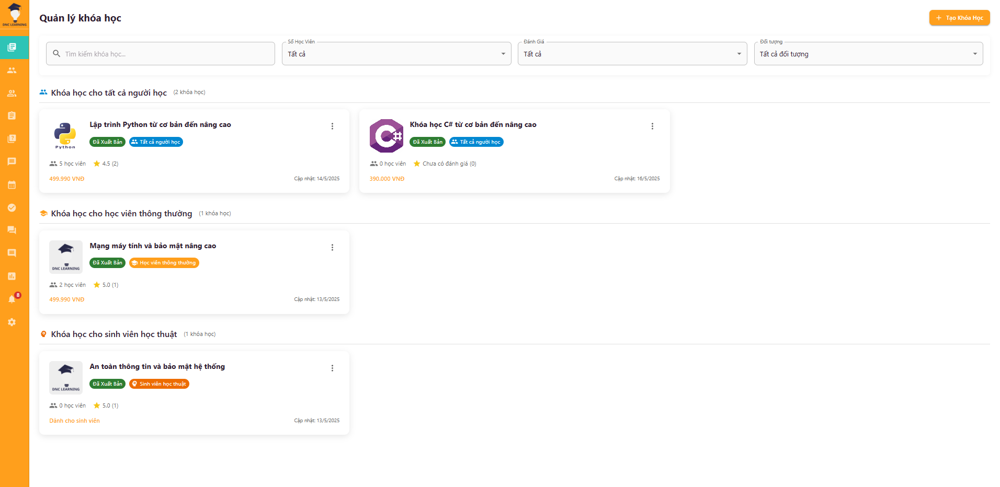 DNC LEARNING
Quản lý khóa học
Tạo Khóa Học
Tìm kiếm khóa học...
Số Học Viên
Tất cả
Đánh Giá
Tất cả
Đối tượng
Tất cả đối tượng
Khóa học cho tất cả người học (2 khóa học)
Python
Lập trình Python từ cơ bản đến nâng cao
Đã Xuất Bản
Tất cả người học
5 học viên
4.5 (2)
499.990 VNĐ
Cập nhật: 14/5/2025
C#
Khóa học C# từ cơ bản đến nâng cao
Đã Xuất Bản
Tất cả người học
0 học viên
Chưa có đánh giá (0)
390.000 VNĐ
Cập nhật: 16/5/2025
Khóa học cho học viên thông thường (1 khóa học)
DNC LEARNING
Mạng máy tính và bảo mật nâng cao
Đã Xuất Bản
Học viên thông thường
2 học viên
5.0 (1)
499.990 VNĐ
Cập nhật: 13/5/2025
8
Khóa học cho sinh viên học thuật (1 khóa học)
DNC LEARNING
An toàn thông tin và bảo mật hệ thống
Đã Xuất Bản
Sinh viên học thuật
0 học viên
5.0 (1)
Dành cho sinh viên
Cập nhật: 13/5/2025